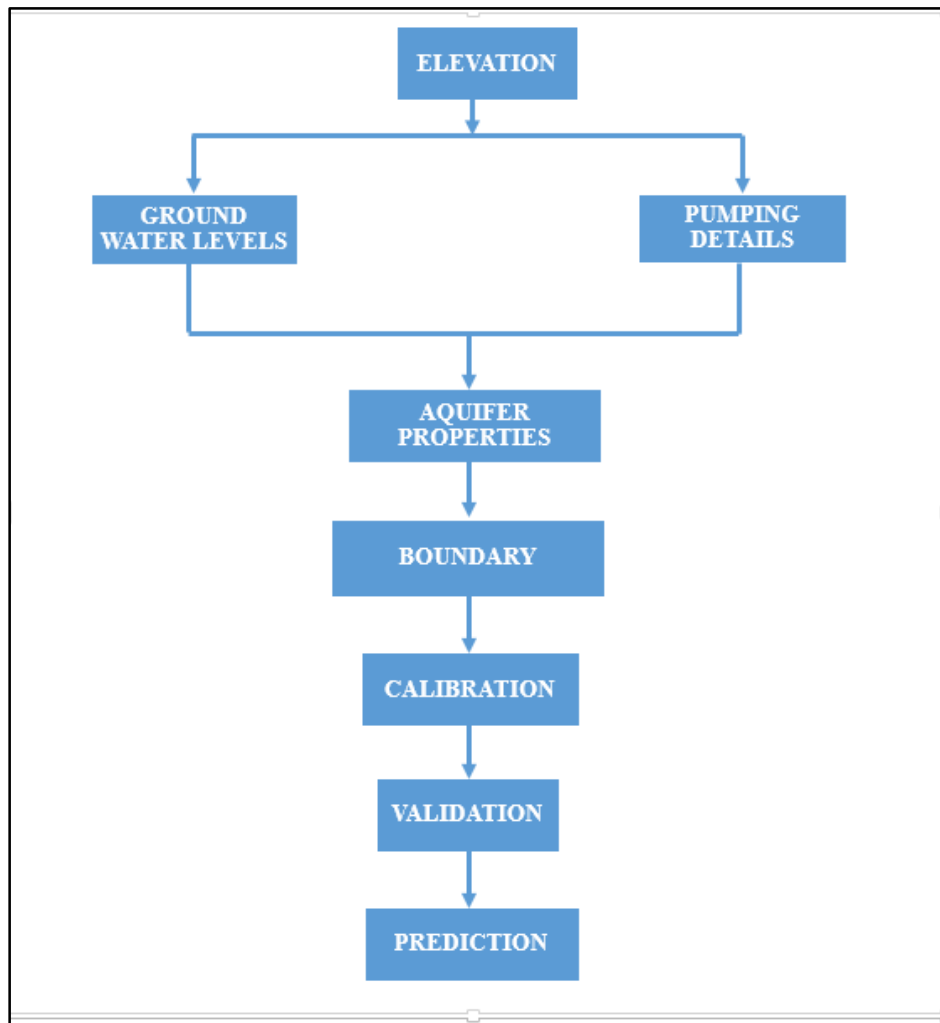 ELEVATION
GROUND
WATER LEVELS
PUMPING
DETAILS
AQUIFER
PROPERTIES
BOUNDARY
CALIBRATION
VALIDATION
PREDICTION